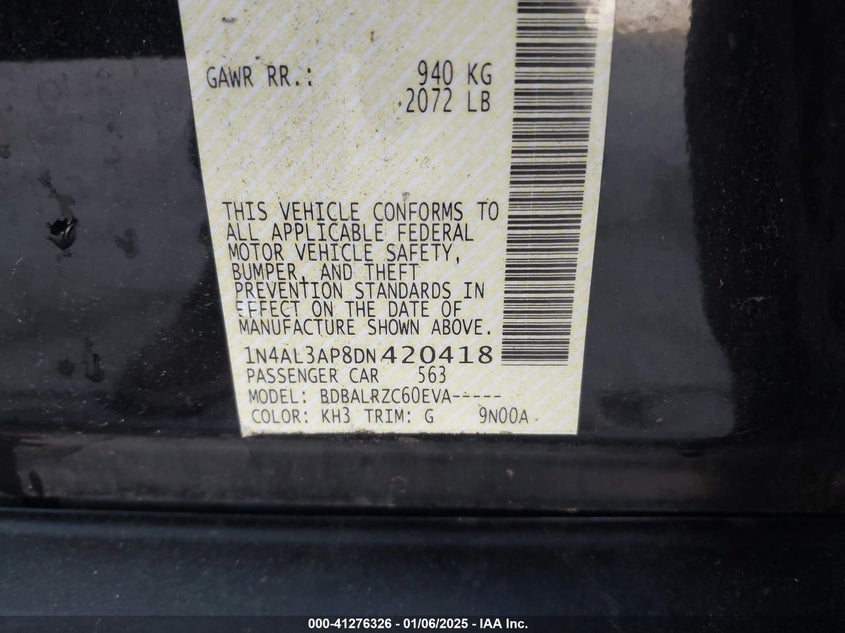 GAWR RR.: 940 KG
2072 LB
THIS VEHICLE CONFORMS TO
ALL APPLICABLE FEDERAL
MOTOR VEHICLE SAFETY,
BUMPER, AND THEFT
PREVENTION STANDARDS IN
EFFECT ON THE DATE OF
MANUFACTURE SHOWN ABOVE.
1N4AL3AP8DN420418
PASSENGER CAR 563
MODEL: BDBALRZC60EVA-----
COLOR: KH3 TRIM: G 9N00A
000-41276326 - 01/06/2025 - IAA Inc.